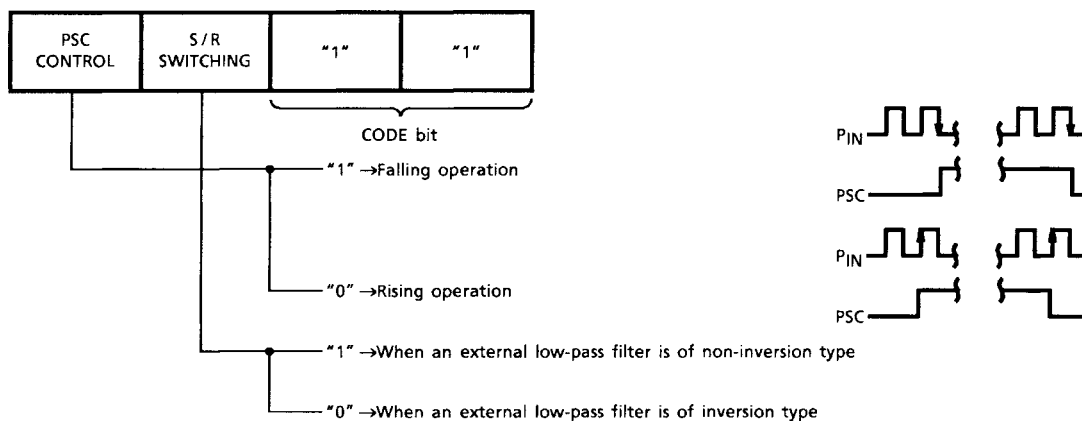 PSC CONTROL
S/R SWITCHING
“1”
“1”
CODE bit
“1” →Falling operation
“0” →Rising operation
“1” →When an external low-pass filter is of non-inversion type
“0” →When an external low-pass filter is of inversion type
PIN
PSC
PIN
PSC